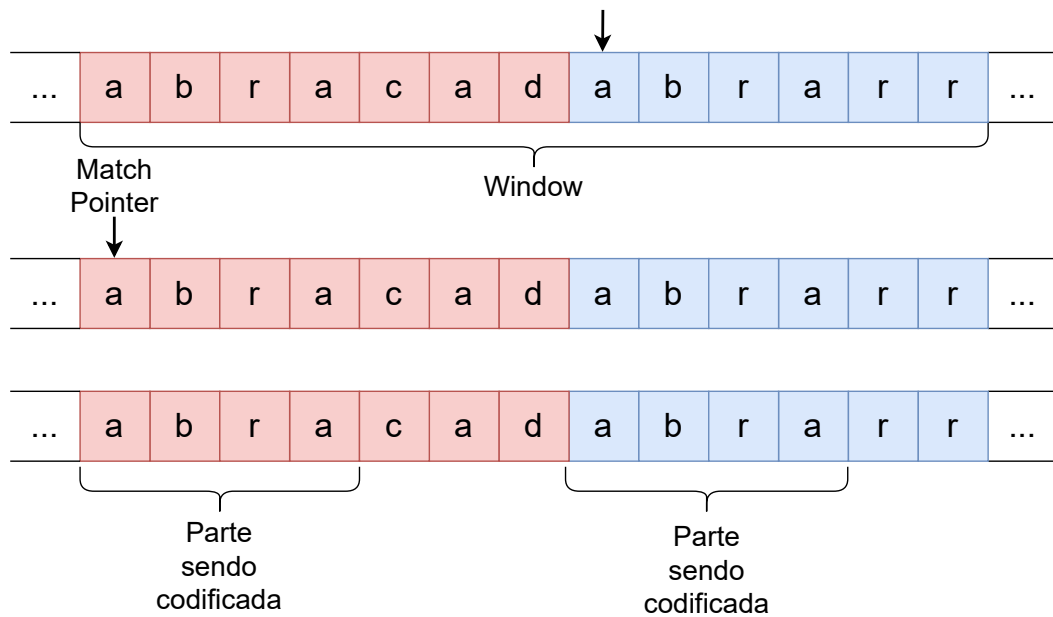 ... a b r a c a d a b r a r r ...
Window
Match
Pointer
... a b r a c a d a b r a r r ...
... a b r a c a d a b r a r r ...
Parte
sendo
codificada
Parte
sendo
codificada